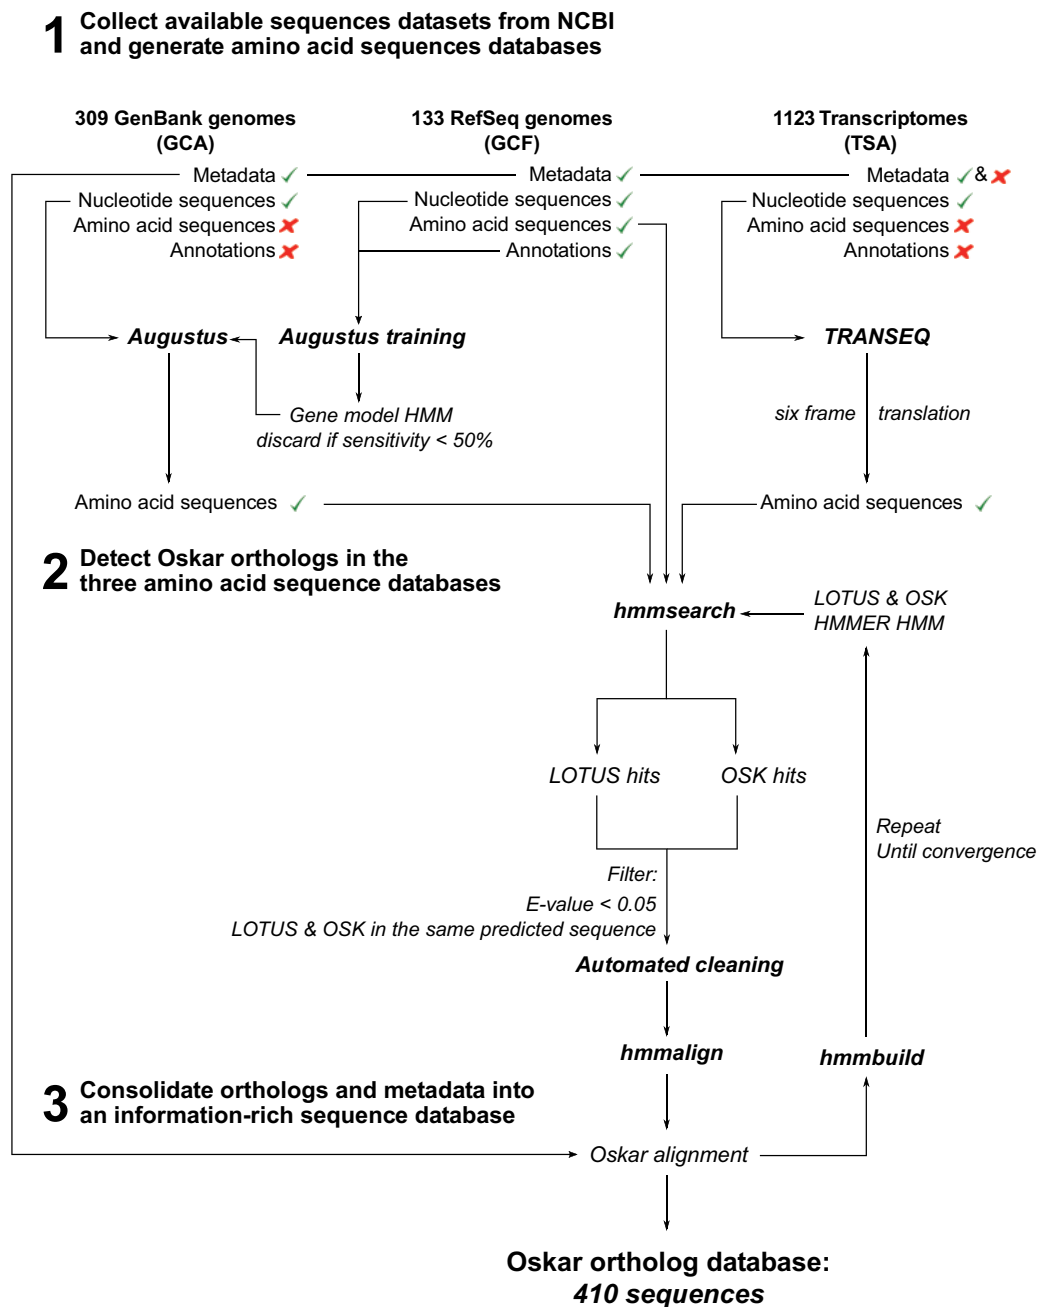 1 Collect available sequences datasets from NCBI
and generate amino acid sequences databases
309 GenBank genomes
(GCA)
133 RefSeq genomes
(GCF)
1123 Transcriptomes
(TSA)
Metadata ✓
Metadata ✓
Metadata ✓ & ✗
Nucleotide sequences ✓
Nucleotide sequences ✓
Nucleotide sequences ✓
Amino acid sequences ✗
Amino acid sequences ✓
Amino acid sequences ✗
Annotations ✗
Annotations ✓
Annotations ✗
Augustus
Augustus training
TRANSEQ
Gene model HMM
discard if sensitivity < 50%
six frame translation
Amino acid sequences ✓
Amino acid sequences ✓
2 Detect Oskar orthologs in the
three amino acid sequence databases
hmmsearch
LOTUS & OSK
HMMER HMM
LOTUS hits
OSK hits
Repeat
Until convergence
Filter:
E-value < 0.05
LOTUS & OSK in the same predicted sequence
Automated cleaning
hmmalign
hmmbuild
3 Consolidate orthologs and metadata into
an information-rich sequence database
Oskar alignment
Oskar ortholog database:
410 sequences